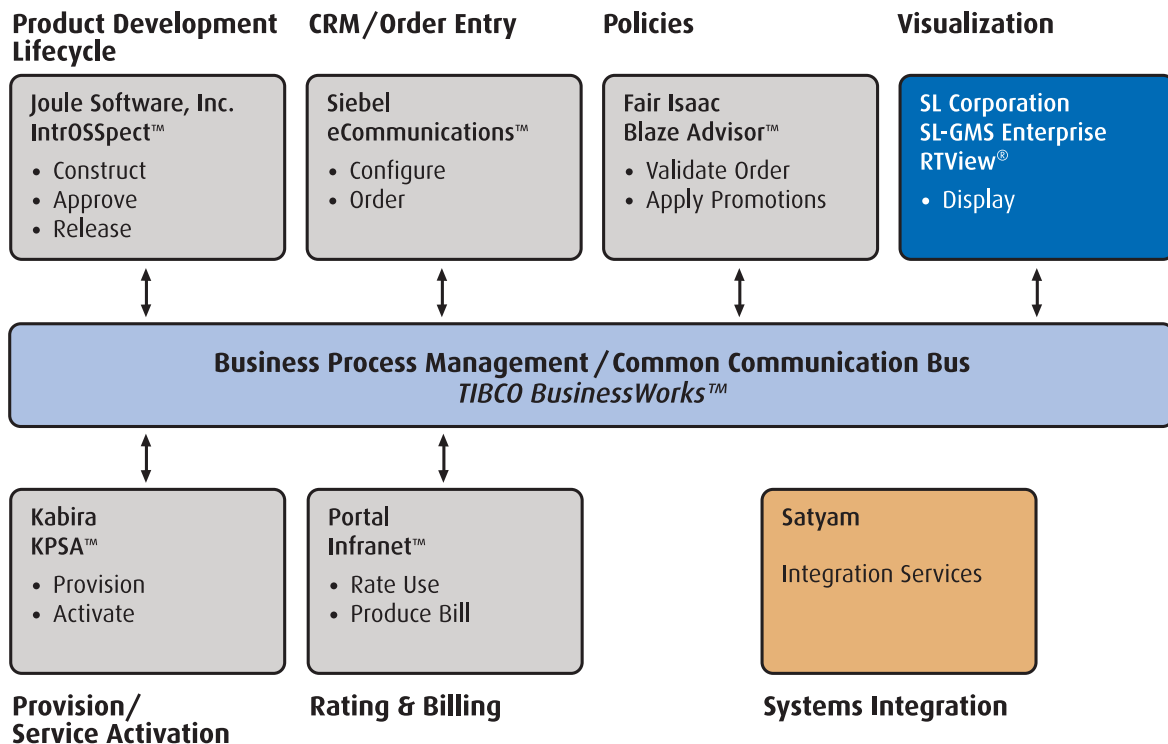 Product Development
Lifecycle
CRM/Order Entry
Policies
Visualization
Joule Software, Inc.
IntrOSSpect™
• Construct
• Approve
• Release
Siebel
eCommunications™
• Configure
• Order
Fair Isaac
Blaze Advisor™
• Validate Order
• Apply Promotions
SL Corporation
SL-GMS Enterprise
RTView®
• Display
Business Process Management / Common Communication Bus
TIBCO BusinessWorks™
Kabira
KPSA™
• Provision
• Activate
Portal
Infranet™
• Rate Use
• Produce Bill
Satyam
Integration Services
Provision/
Service Activation
Rating & Billing
Systems Integration